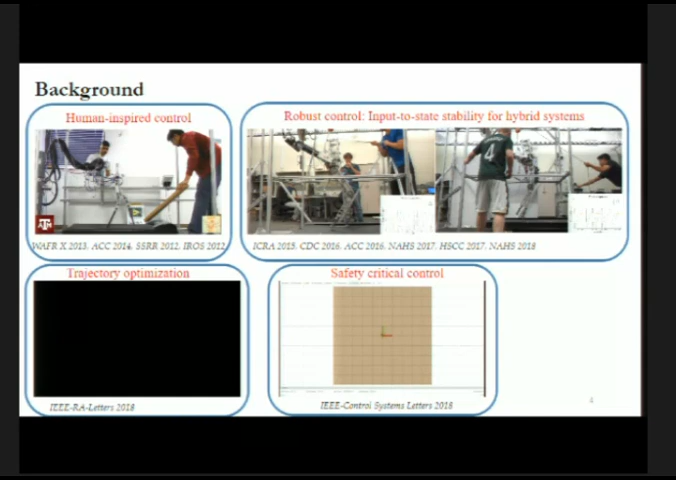 Background
Human-inspired control
Robust control: Input-to-state stability for hybrid systems
4
ATM
WAFR X 2013, ACC 2014, SSRR 2012, IROS 2012
ICRA 2015, CDC 2016, ACC 2016, NAHS 2017, HSCC 2017, NAHS 2018
Trajectory optimization
Safety critical control
IEEE-RA-Letters 2018
IEEE-Control Systems Letters 2018